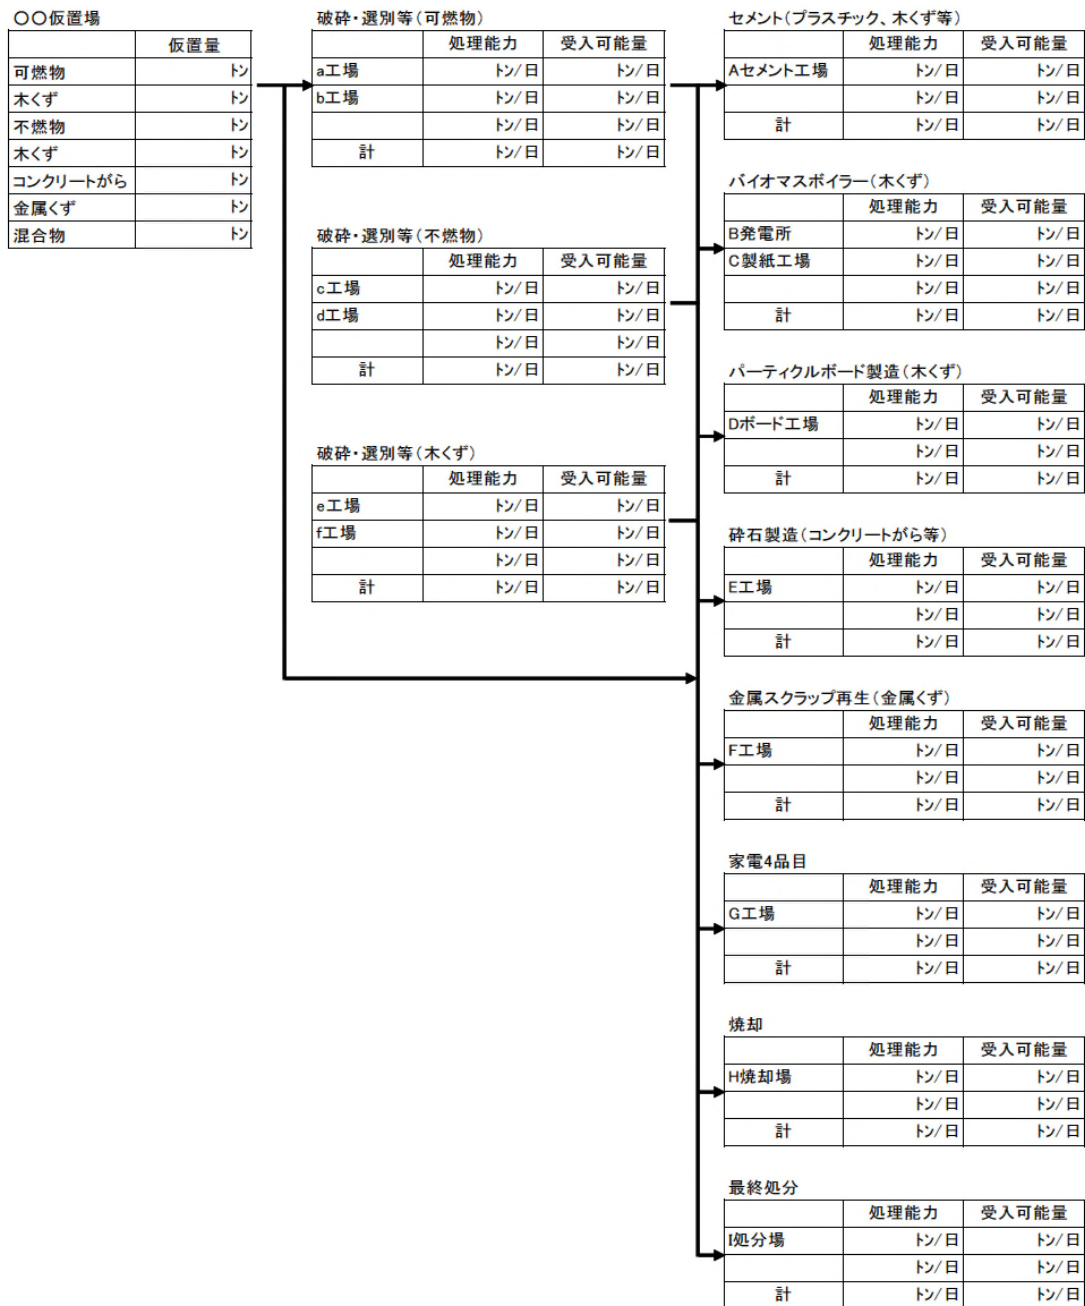 〇〇仮置場
仮置量
可燃物 トン
木くず トン
不燃物 トン
木くず トン
コンクリートがら トン
金属くず トン
混合物 トン
破砕・選別等(可燃物)
処理能力 受入可能量
a工場 トン/日 トン/日
b工場 トン/日 トン/日
トン/日 トン/日
計 トン/日 トン/日
破砕・選別等(不燃物)
処理能力 受入可能量
c工場 トン/日 トン/日
d工場 トン/日 トン/日
トン/日 トン/日
計 トン/日 トン/日
破砕・選別等(木くず)
処理能力 受入可能量
e工場 トン/日 トン/日
f工場 トン/日 トン/日
トン/日 トン/日
計 トン/日 トン/日
セメント(プラスチック、木くず等)
処理能力 受入可能量
Aセメント工場 トン/日 トン/日
トン/日 トン/日
計 トン/日 トン/日
バイオマスボイラー(木くず)
処理能力 受入可能量
B発電所 トン/日 トン/日
C製紙工場 トン/日 トン/日
トン/日 トン/日
計 トン/日 トン/日
パーティクルボード製造(木くず)
処理能力 受入可能量
Dボード工場 トン/日 トン/日
トン/日 トン/日
計 トン/日 トン/日
砕石製造(コンクリートがら等)
処理能力 受入可能量
E工場 トン/日 トン/日
トン/日 トン/日
計 トン/日 トン/日
金属スクラップ再生(金属くず)
処理能力 受入可能量
F工場 トン/日 トン/日
トン/日 トン/日
計 トン/日 トン/日
家電4品目
処理能力 受入可能量
G工場 トン/日 トン/日
トン/日 トン/日
計 トン/日 トン/日
焼却
処理能力 受入可能量
H焼却場 トン/日 トン/日
トン/日 トン/日
計 トン/日 トン/日
最終処分
処理能力 受入可能量
I処分場 トン/日 トン/日
トン/日 トン/日
計 トン/日 トン/日